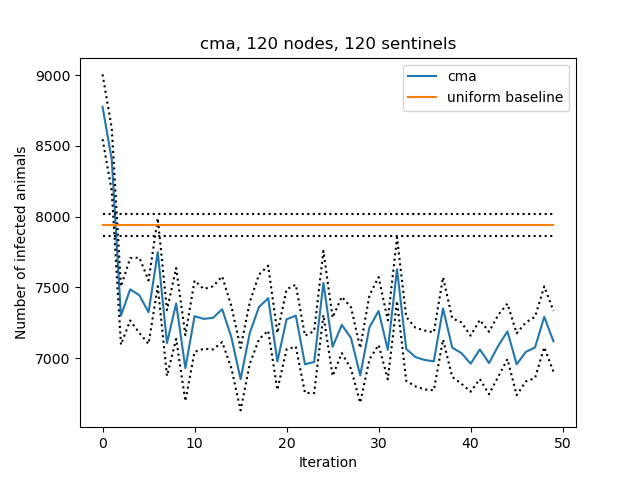 cma, 120 nodes, 120 sentinels
cma
uniform baseline
Number of infected animals
9000
8500
8000
7500
7000
0
10
20
30
40
50
Iteration